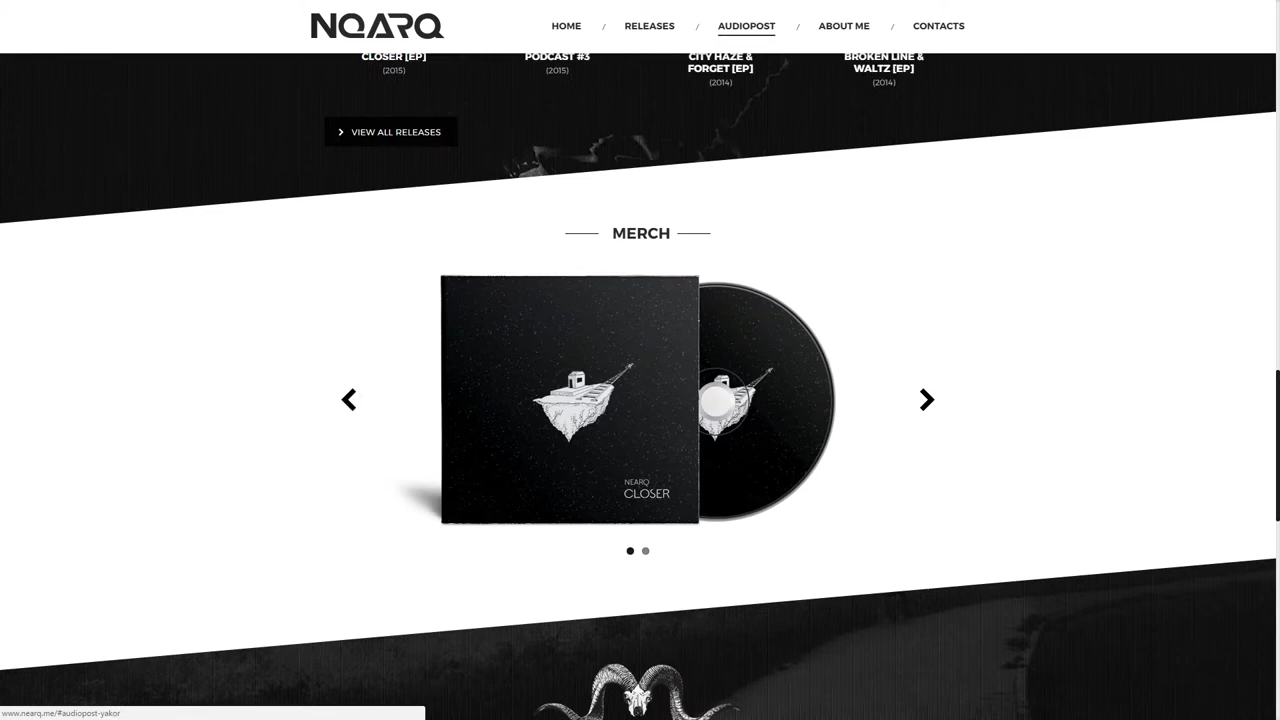 NQARQ
HOME / RELEASES / AUDIOPOST / ABOUT ME / CONTACTS
CLOSER [EP]
(2015)
PODCAST #3
(2015)
CITY HAZE &
FORGET [EP]
(2014)
BROKEN LINE &
WALTZ [EP]
(2014)
VIEW ALL RELEASES
MERCH
NEARQ
CLOSER
www.nearq.me/#audiopost-yakor